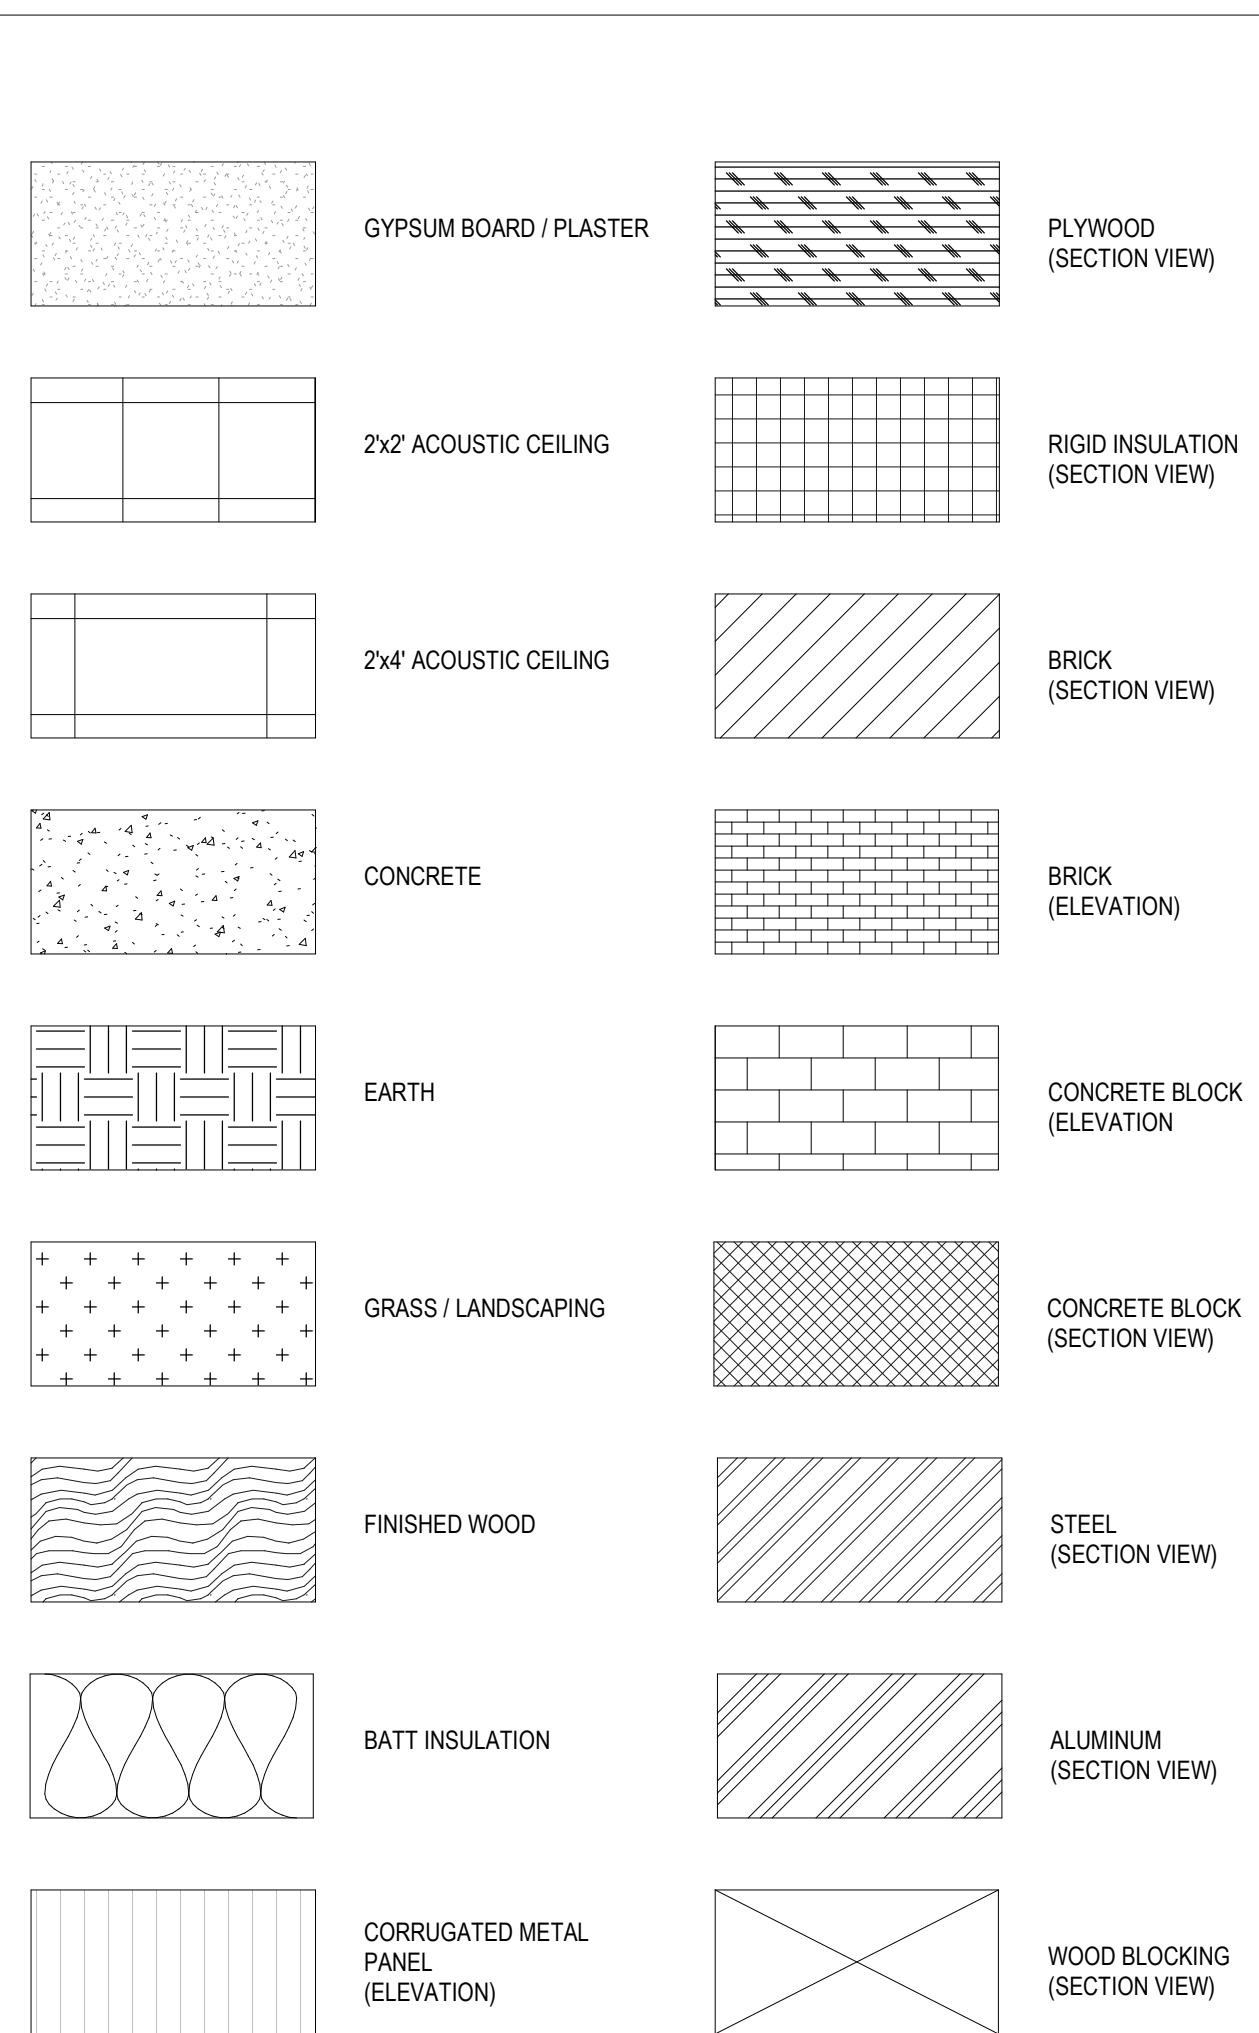 GYPSUM BOARD / PLASTER
PLYWOOD
(SECTION VIEW)
2'x2' ACOUSTIC CEILING
RIGID INSULATION
(SECTION VIEW)
2'x4' ACOUSTIC CEILING
BRICK
(SECTION VIEW)
CONCRETE
BRICK
(ELEVATION)
EARTH
CONCRETE BLOCK
(ELEVATION
GRASS / LANDSCAPING
CONCRETE BLOCK
(SECTION VIEW)
FINISHED WOOD
STEEL
(SECTION VIEW)
BATT INSULATION
ALUMINUM
(SECTION VIEW)
CORRUGATED METAL
PANEL
(ELEVATION)
WOOD BLOCKING
(SECTION VIEW)